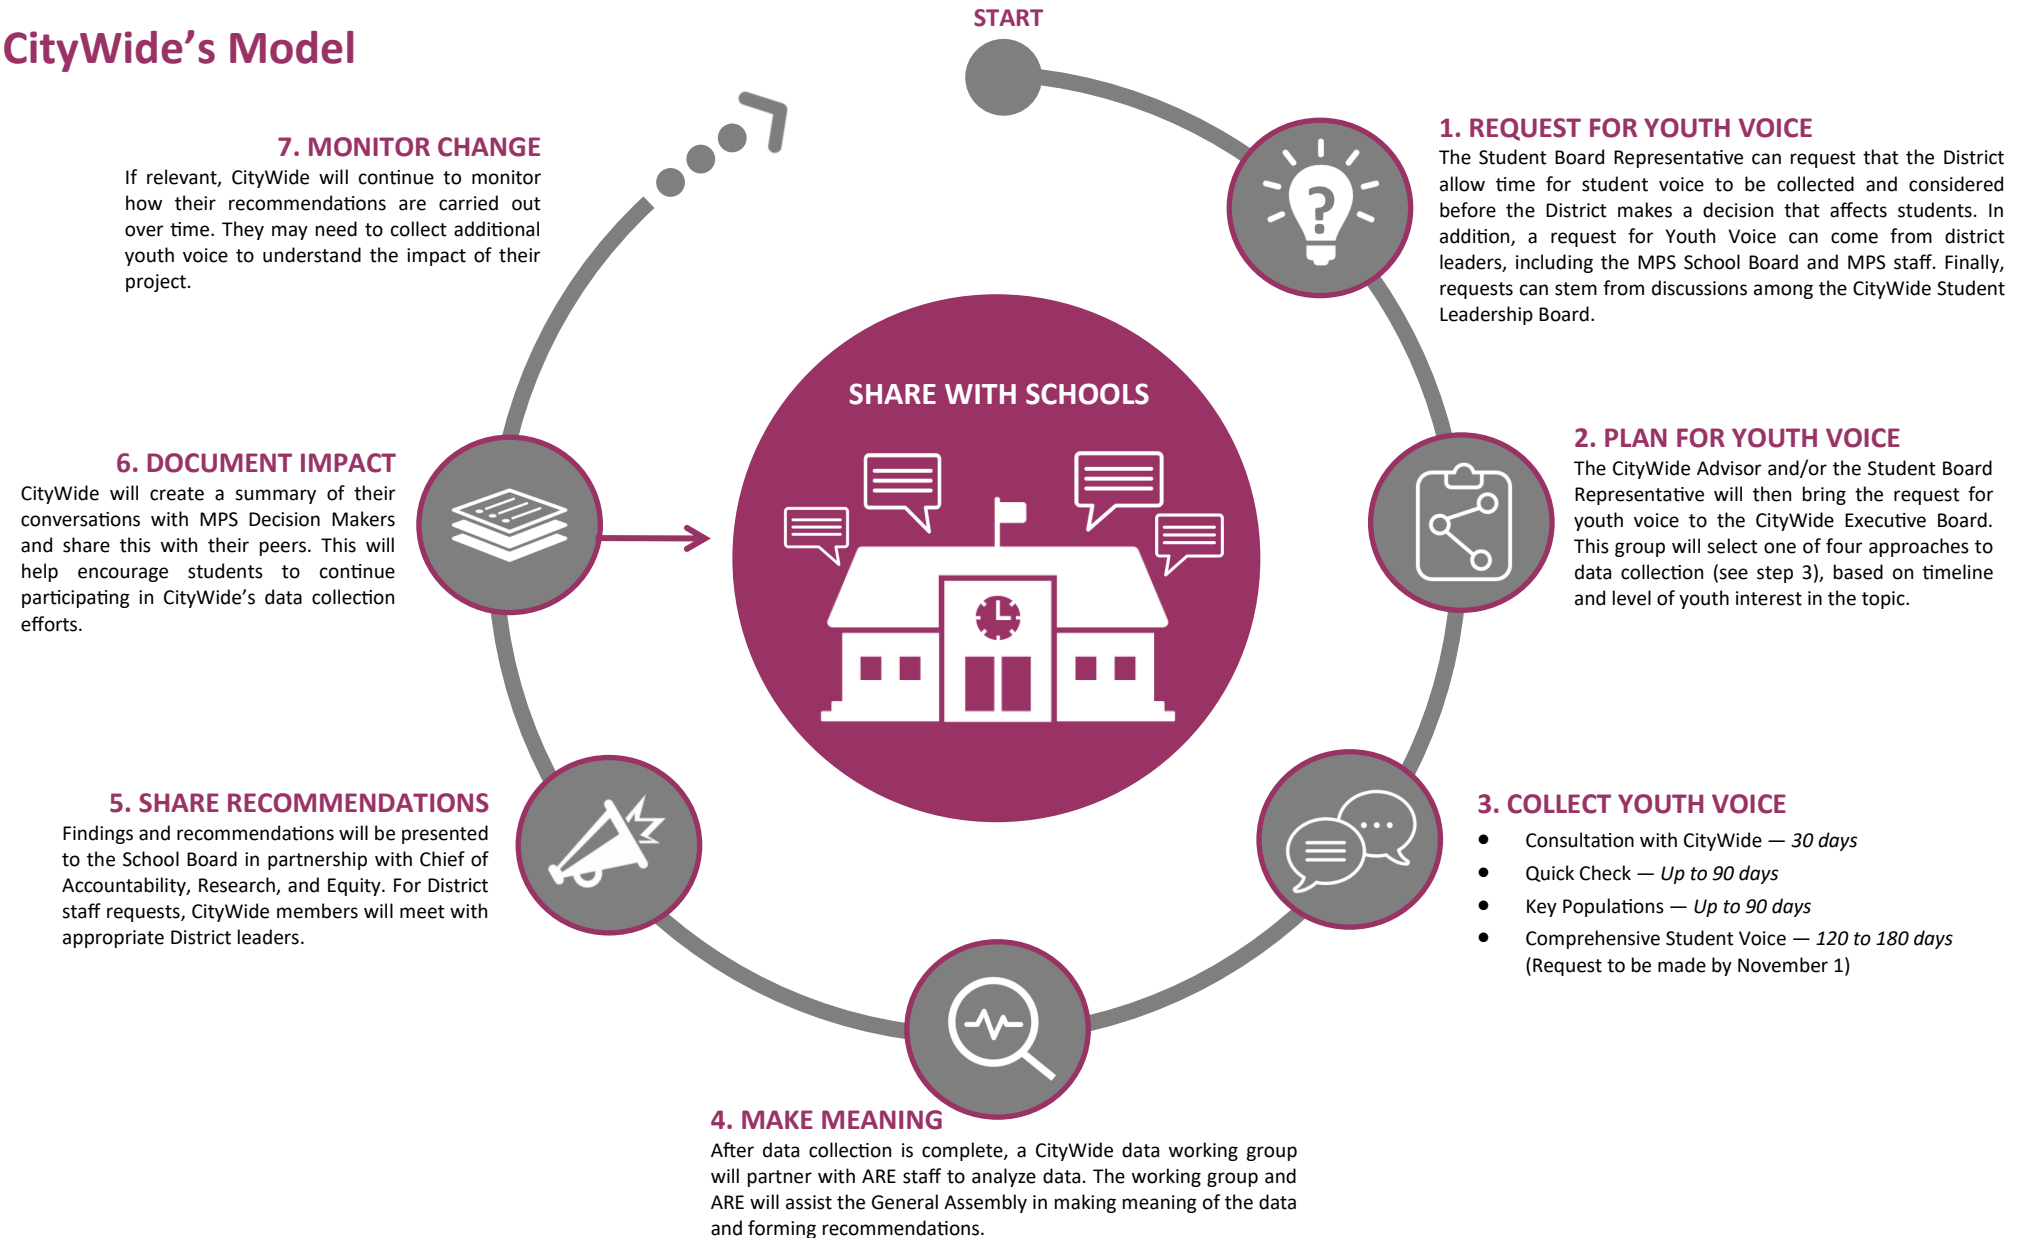 CityWide's Model
START
1. REQUEST FOR YOUTH VOICE
The Student Board Representative can request that the District
allow time for student voice to be collected and considered
before the District makes a decision that affects students. In
addition, a request for Youth Voice can come from district
leaders, including the MPS School Board and MPS staff. Finally,
requests can stem from discussions among the CityWide Student
Leadership Board.
?
2. PLAN FOR YOUTH VOICE
The CityWide Advisor and/or the Student Board
Representative will then bring the request for
youth voice to the CityWide Executive Board.
This group will select one of four approaches to
data collection (see step 3), based on timeline
and level of youth interest in the topic.
3. COLLECT YOUTH VOICE
• Consultation with CityWide — 30 days
• Quick Check — Up to 90 days
• Key Populations — Up to 90 days
• Comprehensive Student Voice — 120 to 180 days
(Request to be made by November 1)
4. MAKE MEANING
After data collection is complete, a CityWide data working group
will partner with ARE staff to analyze data. The working group and
ARE will assist the General Assembly in making meaning of the data
and forming recommendations.
5. SHARE RECOMMENDATIONS
Findings and recommendations will be presented
to the School Board in partnership with Chief of
Accountability, Research, and Equity. For District
staff requests, CityWide members will meet with
appropriate District leaders.
6. DOCUMENT IMPACT
CityWide will create a summary of their
conversations with MPS Decision Makers
and share this with their peers. This will
help encourage students to continue
participating in CityWide's data collection
efforts.
7. MONITOR CHANGE
If relevant, CityWide will continue to monitor
how their recommendations are carried out
over time. They may need to collect additional
youth voice to understand the impact of their
project.
SHARE WITH SCHOOLS